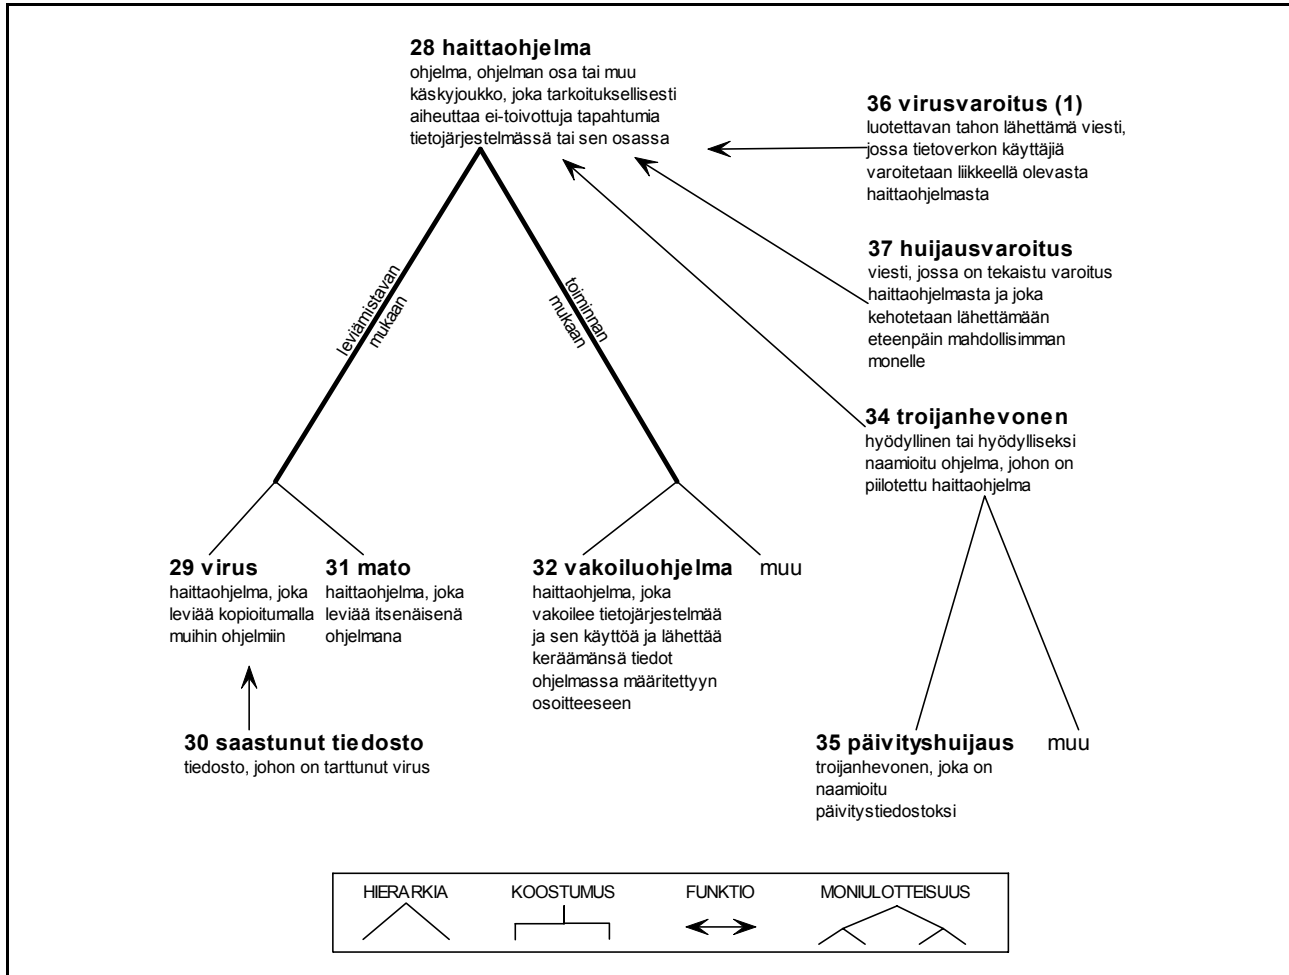 28 haittaohjelma
ohjelma, ohjelman osa tai muu
käskyjoukko, joka tarkoituksellisesti
aiheuttaa ei-toivottuja tapahtumia
tietojärjestelmässä tai sen osassa
36 virusvaroitus (1)
luotettavan tahon lähettämä viesti,
jossa tietoverkon käyttäjiä
varoitetaan liikkeellä olevasta
haittaohjelmasta
37 huijausvaroitus
viesti, jossa on tekaistu varoitus
haittaohjelmasta ja joka
kehotetaan lähettämään
eteenpäin mahdollisimman
monelle
leviämistavan
mukaan
toiminnan
mukaan
34 troijanhevonen
hyödyllinen tai hyödylliseksi
naamioitu ohjelma, johon on
piilotettu haittaohjelma
29 virus
haittaohjelma, joka
leviää kopioitumalla
muihin ohjelmiin
31 mato
haittaohjelma, joka
leviää itsenäisenä
ohjelmana
32 vakoiluohjelma
haittaohjelma, joka
vakoilee tietojärjestelmää
ja sen käyttöä ja lähettää
keräämänsä tiedot
ohjelmassa määritettyyn
osoitteeseen
muu
30 saastunut tiedosto
tiedosto, johon on tarttunut virus
35 päivityshuijaus
troijanhevonen, joka on
naamioitu
päivitystiedostoksi
muu
HIERARKIA
KOOSTUMUS
FUNKTIO
MONIULOTTEISUUS